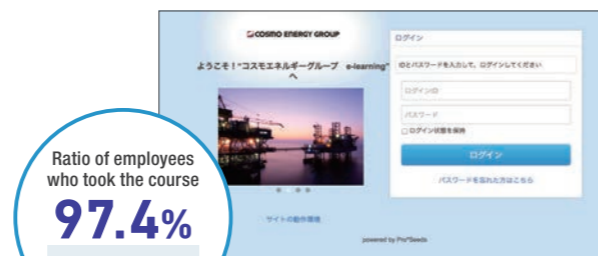 COSMO ENERGY GROUP
ようこそ！"コスモエネルギーグループ e-learning"
へ
ログイン
IDとパスワードを入力して、ログインしてください
ログインID
パスワード
ログイン状態を保持
ログイン
パスワードを忘れた方はこちら
サイトの動作環境
powered by Pro*Seeds
Ratio of employees
who took the course
97.4%